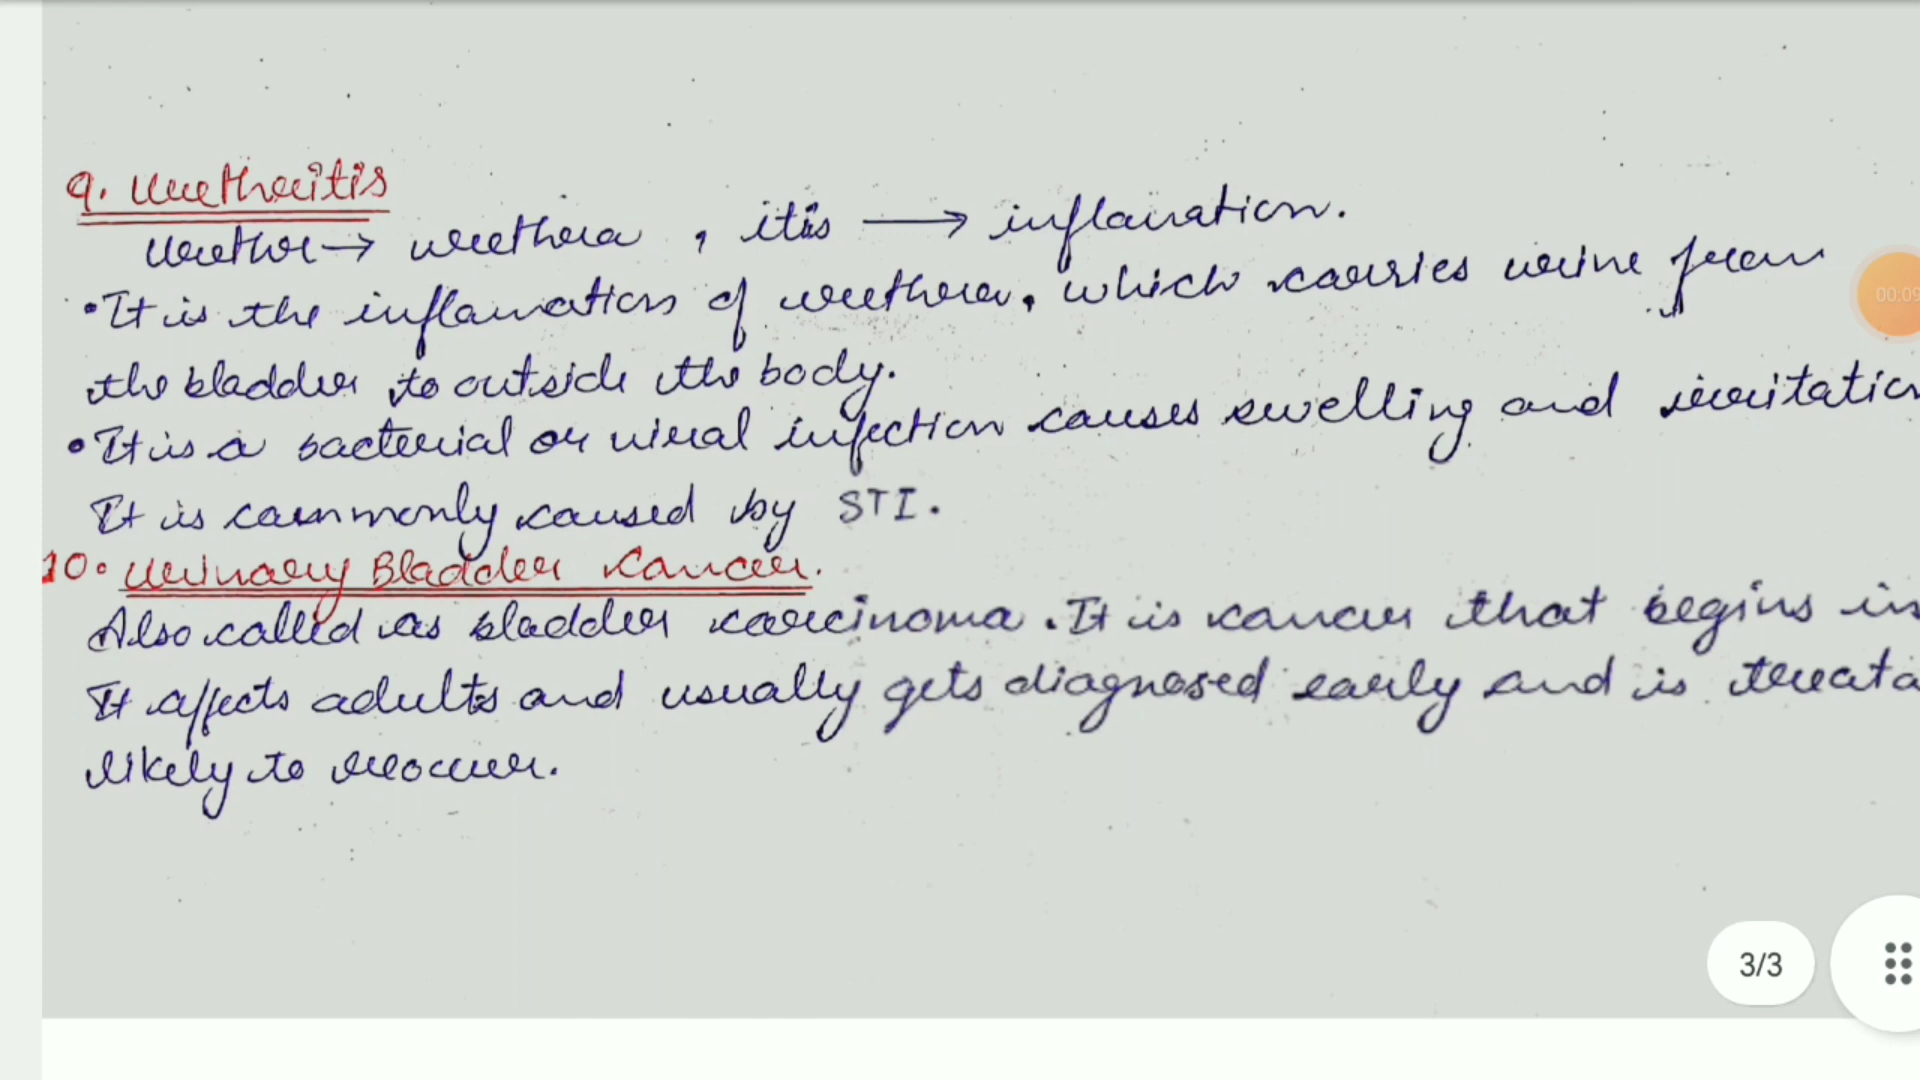 9. Urethritis
Urethr → urethra , itis → inflamation.
• It is the inflamation of urethra, which carries urine from
the bladder to outside the body.
• It is a bacterial or viral infection causes swelling and irritation
It is commonly caused by STI.
10. Urinary Bladder Cancer.
Also called as bladder carcinoma. It is cancer that begins in
It affects adults and usually gets diagnosed early and is treata
likely to reoccur.
00:09
3/3